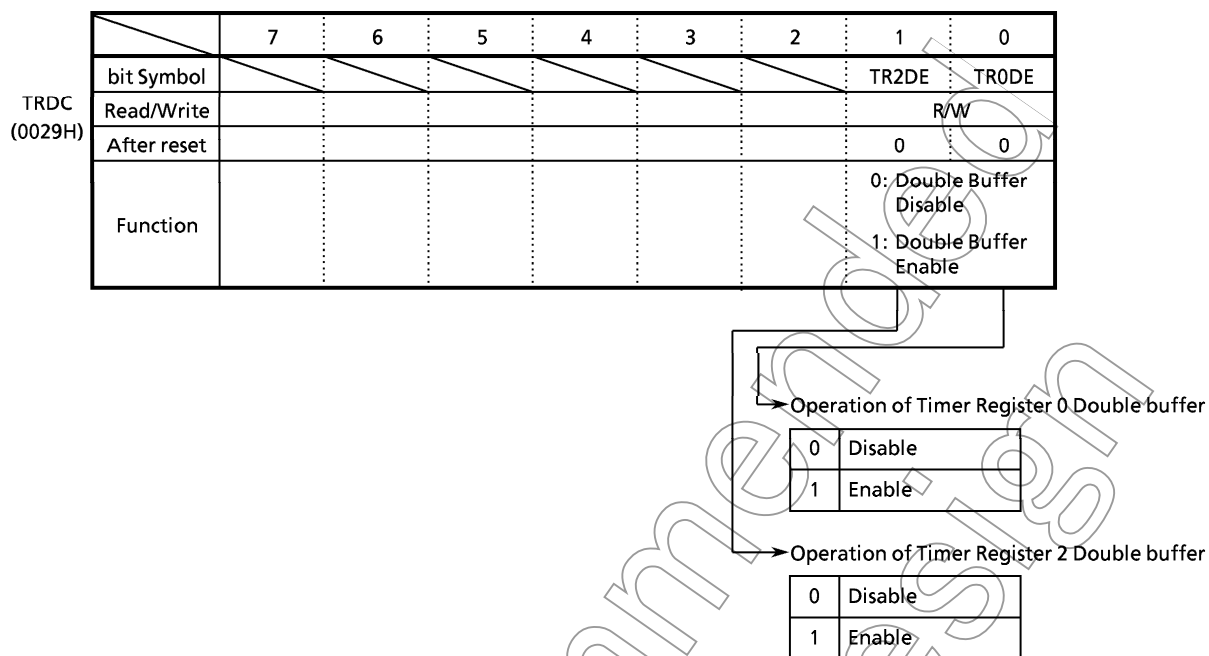 7 6 5 4 3 2 1 0
bit Symbol TR2DE TR0DE
TRDC
(0029H)
Read/Write R/W
After reset 0 0
Function
0: Double Buffer
Disable
1: Double Buffer
Enable
Operation of Timer Register 0 Double buffer
0 Disable
1 Enable
Operation of Timer Register 2 Double buffer
0 Disable
1 Enable